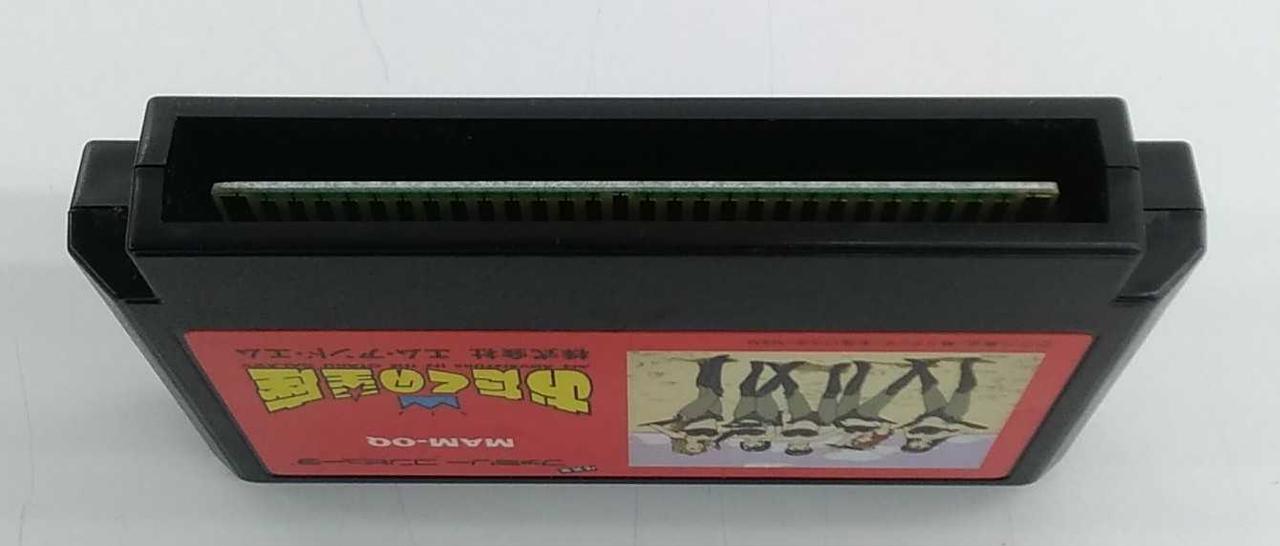 ファミリーコンピュータ
MAM-OQ
おたくの星座
株式会社 エム・アンド・エム